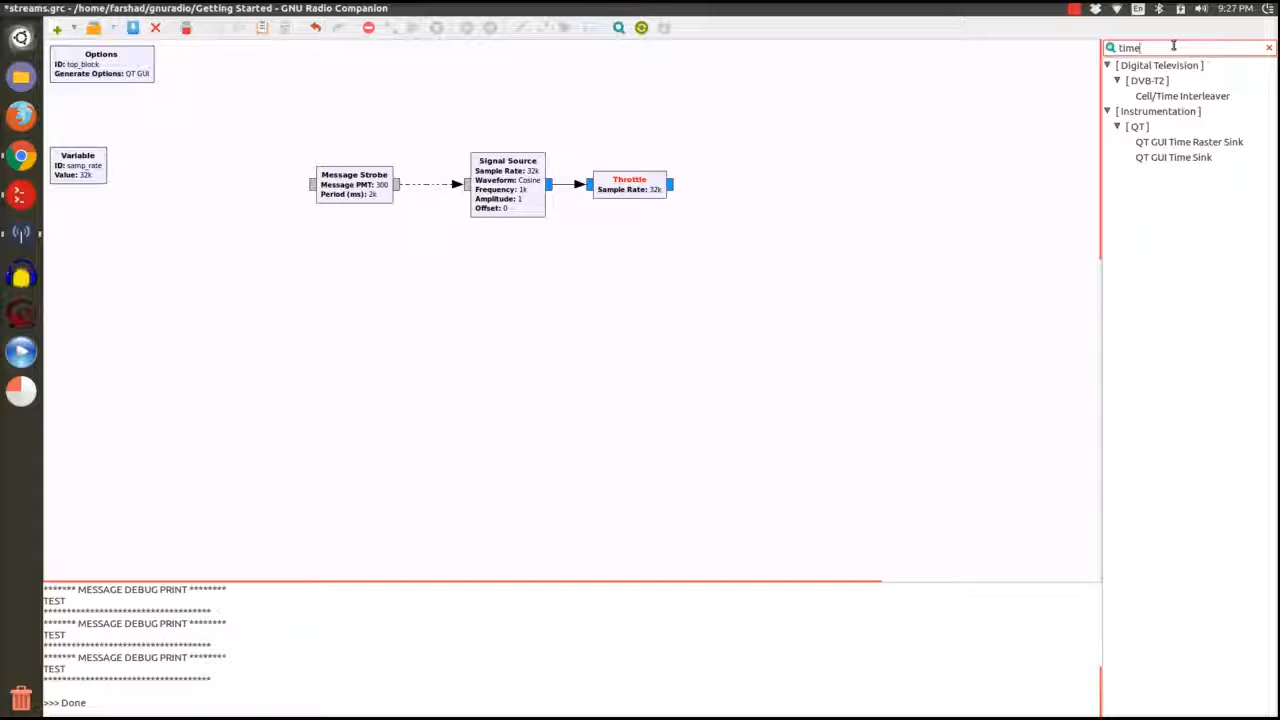 *streams.grc - /home/farshad/gnuradio/Getting Started - GNU Radio Companion
En
9:27 PM
time
[ Digital Television ]
[ DVB-T2 ]
Cell/Time Interleaver
[ Instrumentation ]
[ QT ]
QT GUI Time Raster Sink
QT GUI Time Sink
Options
ID: top_block
Generate Options: QT GUI
Variable
ID: samp_rate
Value: 32k
Message Strobe
Message PMT: 300
Period (ms): 2k
Signal Source
Sample Rate: 32k
Waveform: Cosine
Frequency: 1k
Amplitude: 1
Offset: 0
Throttle
Sample Rate: 32k
******* MESSAGE DEBUG PRINT ********
TEST
************************************
******* MESSAGE DEBUG PRINT ********
TEST
************************************
******* MESSAGE DEBUG PRINT ********
TEST
************************************
>>> Done